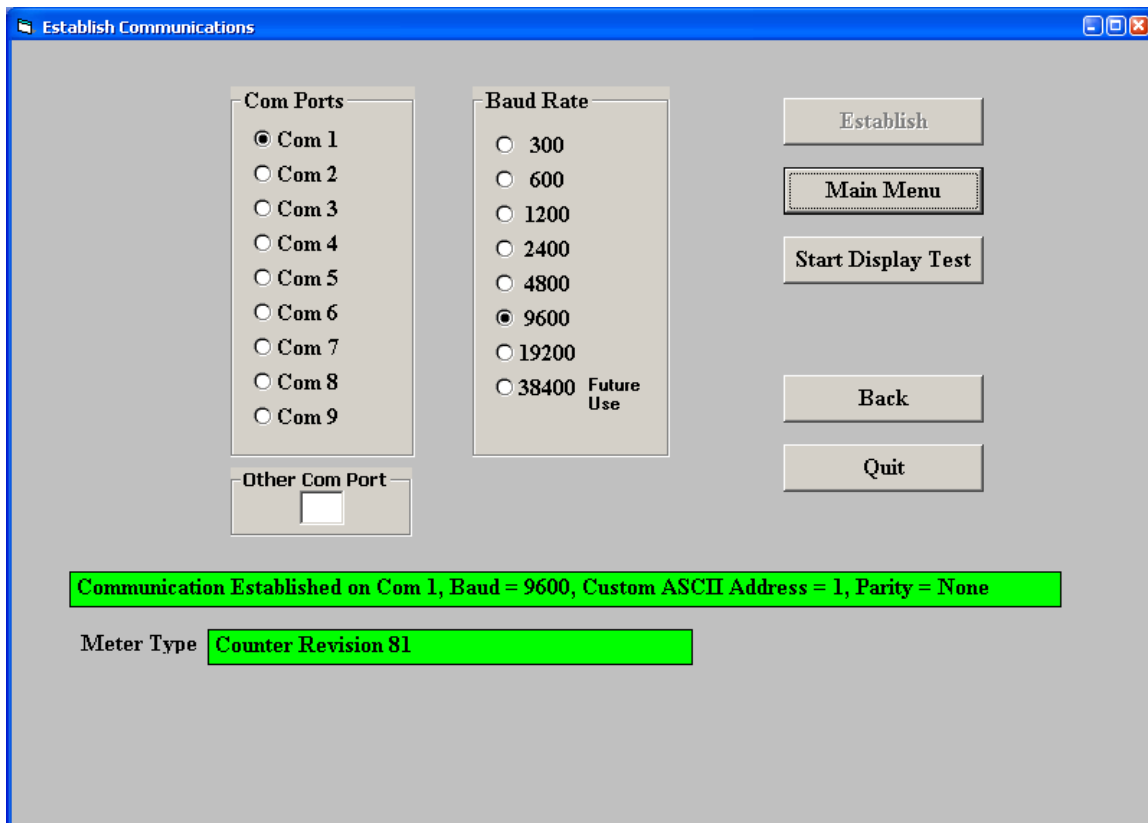 Establish Communications
Com Ports
Com 1
Com 2
Com 3
Com 4
Com 5
Com 6
Com 7
Com 8
Com 9
Other Com Port
Baud Rate
300
600
1200
2400
4800
9600
19200
38400 Future
Use
Establish
Main Menu
Start Display Test
Back
Quit
Communication Established on Com 1, Baud = 9600, Custom ASCII Address = 1, Parity = None
Meter Type Counter Revision 81